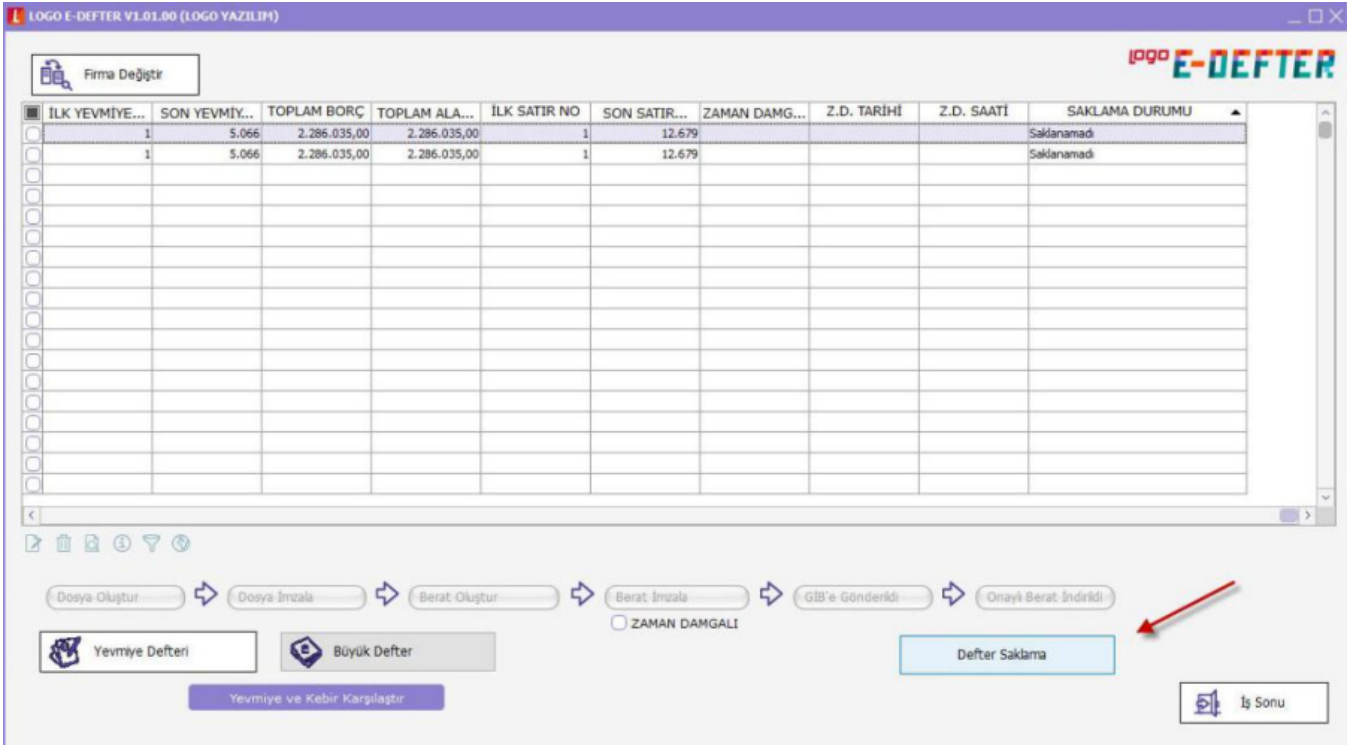 LOGO E-DEFTER V1.01.00 (LOGO YAZILIM)
Firma Değiştir
LOGO E-DEFTER
İLK YEVMİYE... SON YEVMİY... TOPLAM BORÇ TOPLAM ALA... İLK SATIR NO SON SATIR... ZAMAN DAMG... Z.D. TARİHİ Z.D. SAATİ SAKLAMA DURUMU
1 5.066 2.286.035,00 2.286.035,00 1 12.679 Saklanamadı
1 5.066 2.286.035,00 2.286.035,00 1 12.679 Saklanamadı
Dosya Oluştur Dosya İmzala Berat Oluştur Berat İmzala GİB'e Gönderildi Onaylı Berat İndirildi
ZAMAN DAMGALI
Yevmiye Defteri Büyük Defter Defter Saklama
Yevmiye ve Kebir Karşılaştır
İş Sonu